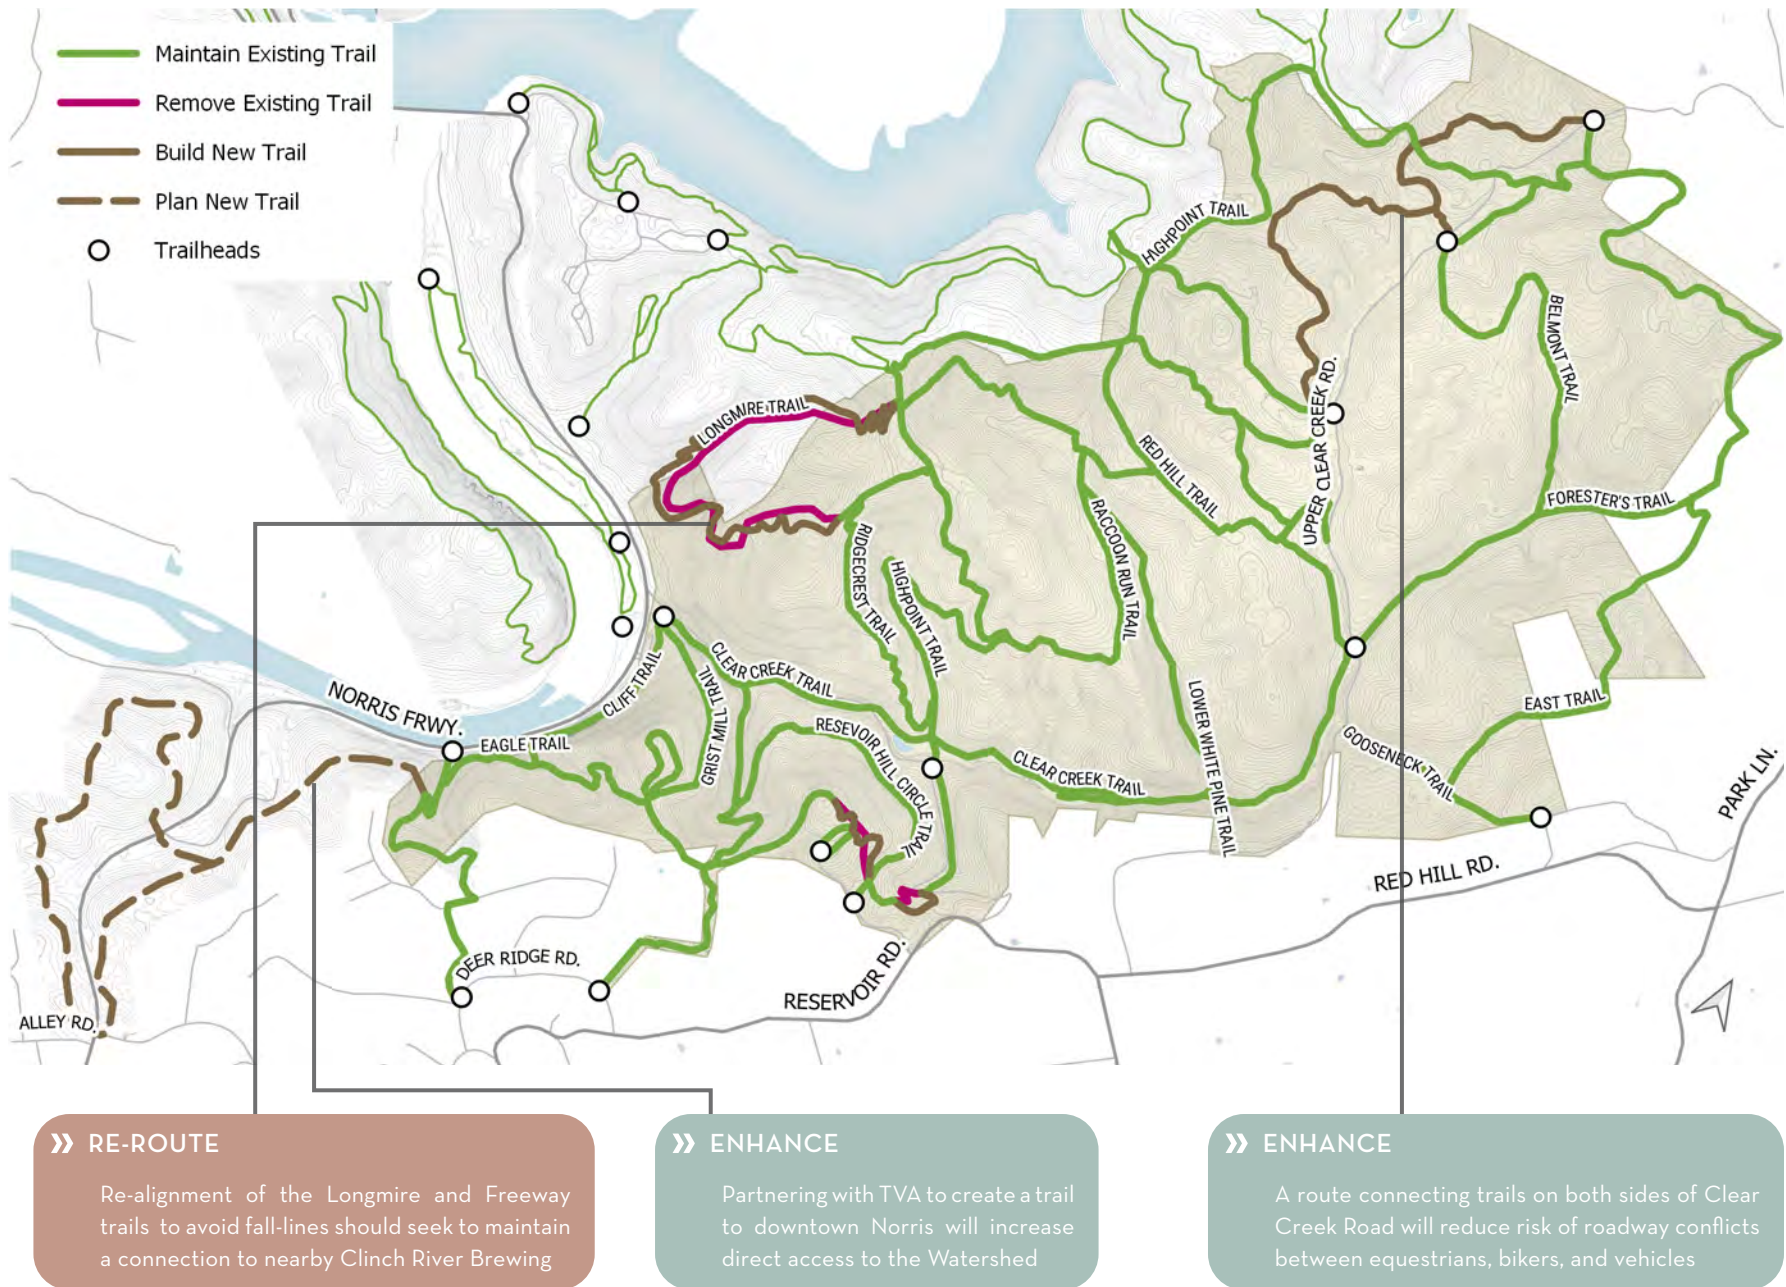 Maintain Existing Trail
Remove Existing Trail
Build New Trail
Plan New Trail
Trailheads
HIGHPOINT TRAIL
BELMONT TRAIL
LONGMIRE TRAIL
UPPER CLEAR CREEK RD.
RED HILL TRAIL
FORESTER'S TRAIL
RACCOON RUN TRAIL
RIDGECREST TRAIL
HIGHPOINT TRAIL
CLEAR CREEK TRAIL
CLIFF TRAIL
GRIST MILL TRAIL
NORRIS FRWY.
EAGLE TRAIL
RESEVOIR HILL CIRCLE TRAIL
CLEAR CREEK TRAIL
LOWER WHITE PINE TRAIL
EAST TRAIL
GOOSENECK TRAIL
PARK LN.
RED HILL RD.
DEER RIDGE RD.
RESERVOIR RD.
ALLEY RD.
» RE-ROUTE
Re-alignment of the Longmire and Freeway
trails to avoid fall-lines should seek to maintain
a connection to nearby Clinch River Brewing
» ENHANCE
Partnering with TVA to create a trail
to downtown Norris will increase
direct access to the Watershed
» ENHANCE
A route connecting trails on both sides of Clear
Creek Road will reduce risk of roadway conflicts
between equestrians, bikers, and vehicles